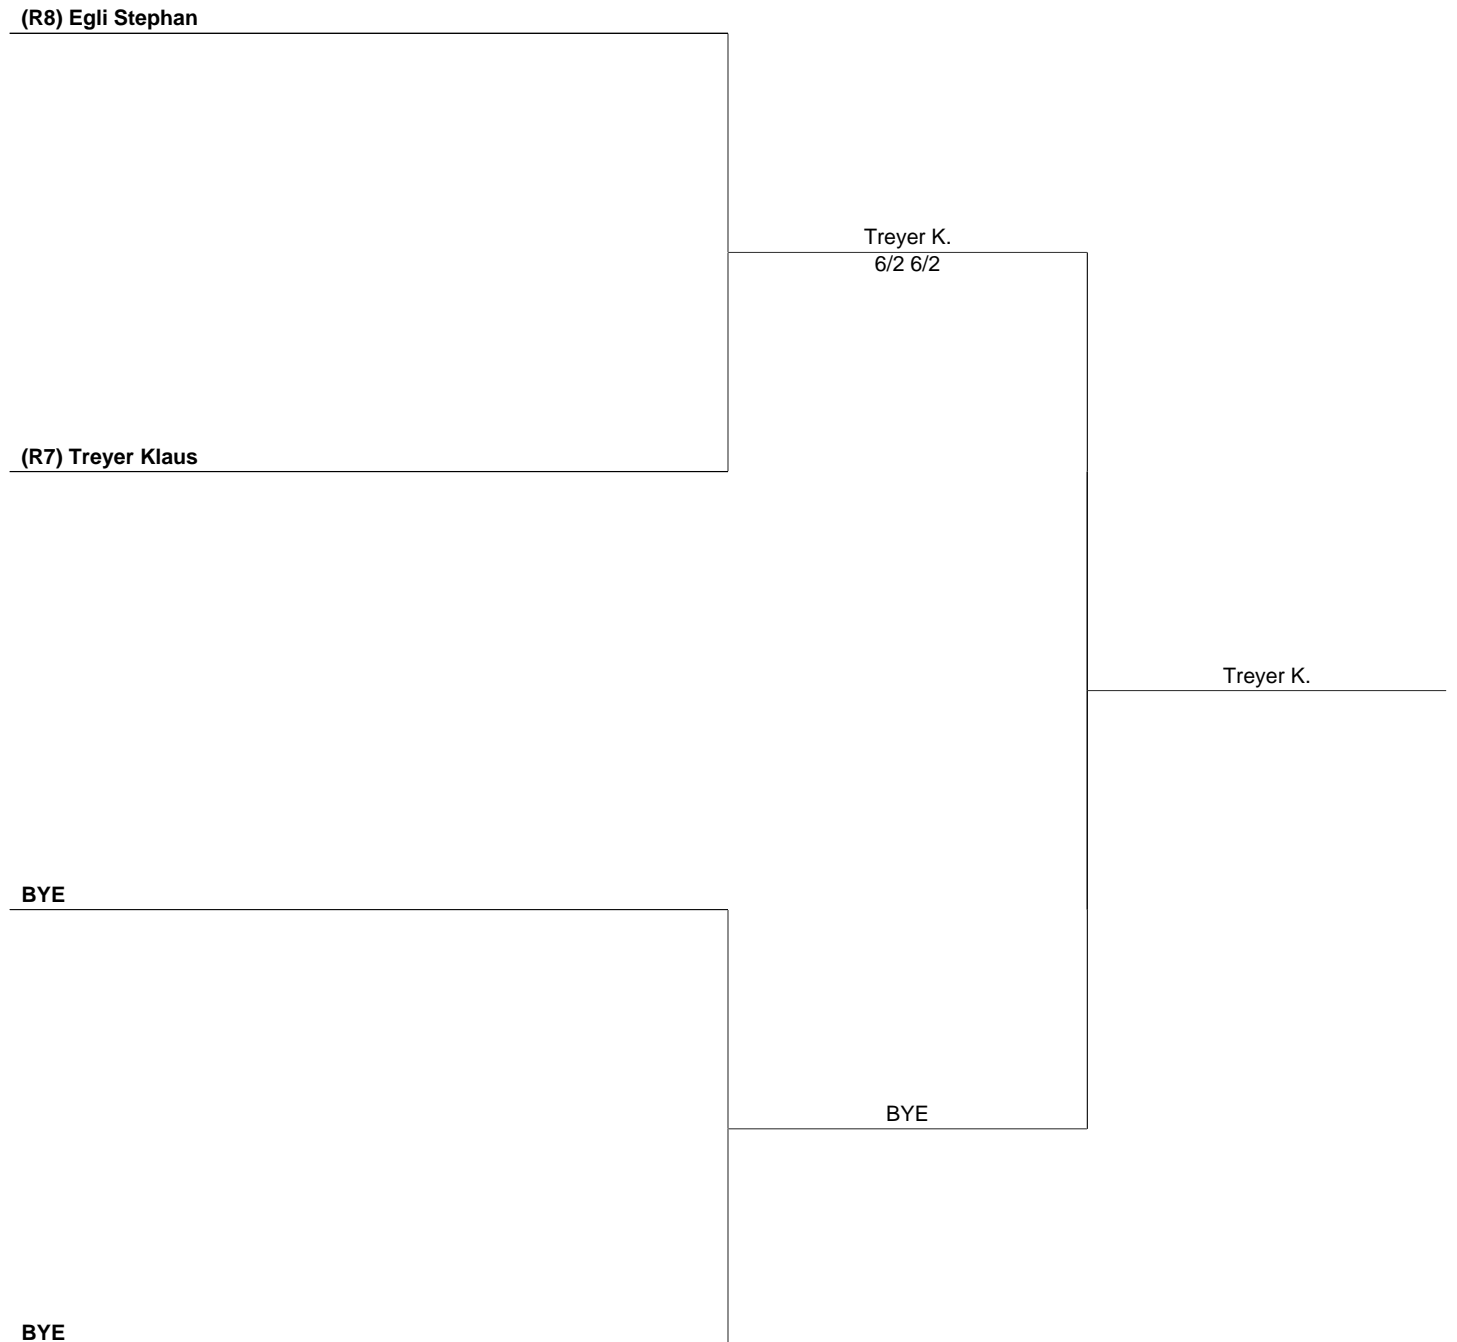 (R8) Egli Stephan
Treyer K.
6/2 6/2
(R7) Treyer Klaus
Treyer K.
BYE
BYE
BYE